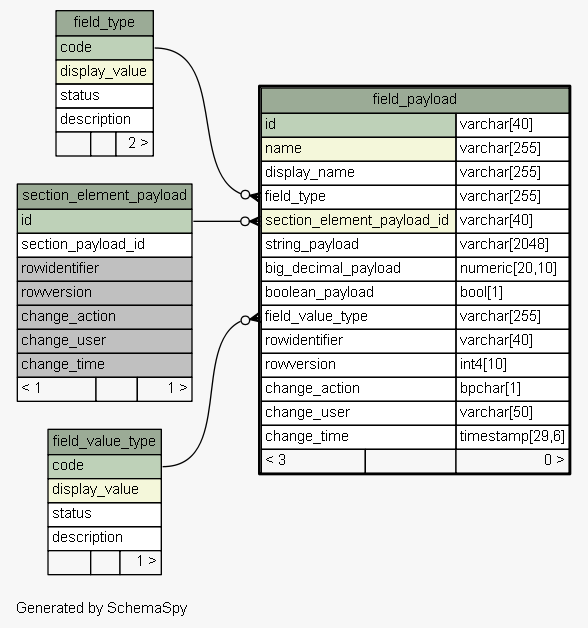 field_type
code
display_value
status
description
2 >
section_element_payload
id
section_payload_id
rowidentifier
rowversion
change_action
change_user
change_time
< 1 1 >
field_value_type
code
display_value
status
description
1 >
field_payload
id varchar[40]
name varchar[255]
display_name varchar[255]
field_type varchar[255]
section_element_payload_id varchar[40]
string_payload varchar[2048]
big_decimal_payload numeric[20,10]
boolean_payload bool[1]
field_value_type varchar[255]
rowidentifier varchar[40]
rowversion int4[10]
change_action bpchar[1]
change_user varchar[50]
change_time timestamp[29,6]
< 3 0 >
Generated by SchemaSpy